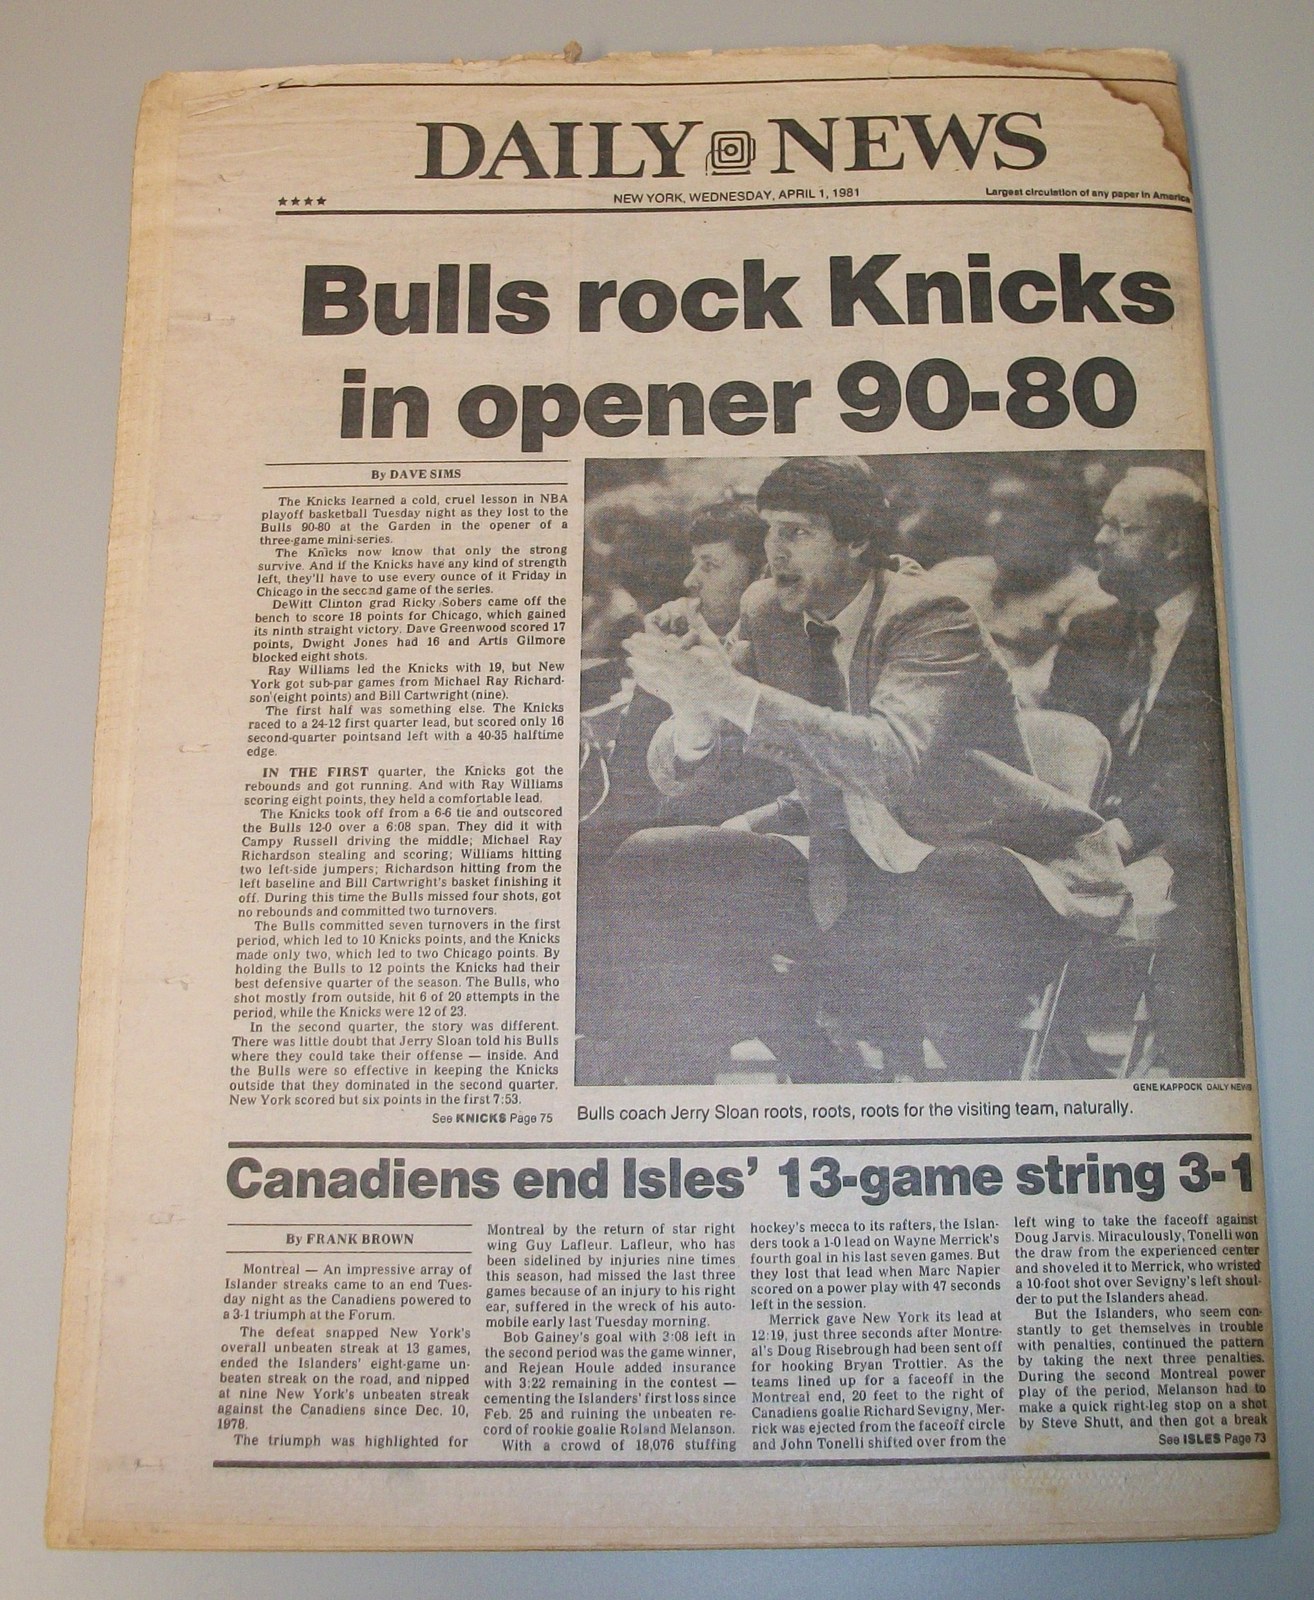 DAILY NEWS
★★★★
NEW YORK, WEDNESDAY, APRIL 1, 1981
Largest circulation of any paper in America
Bulls rock Knicks
in opener 90-80
By DAVE SIMS
The Knicks learned a cold, cruel lesson in NBA
playoff basketball Tuesday night as they lost to the
Bulls 90-80 at the Garden in the opener of a
three-game mini-series.
The Knicks now know that only the strong
survive. And if the Knicks have any kind of strength
left, they'll have to use every ounce of it Friday in
Chicago in the second game of the series.
DeWitt Clinton grad Ricky Sobers came off the
bench to score 18 points for Chicago, which gained
its ninth straight victory. Dave Greenwood scored 17
points, Dwight Jones had 16 and Artis Gilmore
blocked eight shots.
Ray Williams led the Knicks with 19, but New
York got sub-par games from Michael Ray Richard-
son (eight points) and Bill Cartwright (nine).
The first half was something else. The Knicks
raced to a 24-12 first quarter lead, but scored only 16
second-quarter pointsand left with a 40-35 halftime
edge.
IN THE FIRST quarter, the Knicks got the
rebounds and got running. And with Ray Williams
scoring eight points, they held a comfortable lead.
The Knicks took off from a 6-6 tie and outscored
the Bulls 12-0 over a 6:08 span. They did it with
Campy Russell driving the middle; Michael Ray
Richardson stealing and scoring; Williams hitting
two left-side jumpers; Richardson hitting from the
left baseline and Bill Cartwright's basket finishing it
off. During this time the Bulls missed four shots, got
no rebounds and committed two turnovers.
The Bulls committed seven turnovers in the first
period, which led to 10 Knicks points, and the Knicks
made only two, which led to two Chicago points. By
holding the Bulls to 12 points the Knicks had their
best defensive quarter of the season. The Bulls, who
shot mostly from outside, hit 6 of 20 attempts in the
period, while the Knicks were 12 of 23.
In the second quarter, the story was different.
There was little doubt that Jerry Sloan told his Bulls
where they could take their offense — inside. And
the Bulls were so effective in keeping the Knicks
outside that they dominated in the second quarter.
New York scored but six points in the first 7:53.
See KNICKS Page 75
GENE KAPPOCK DAILY NEWS
Bulls coach Jerry Sloan roots, roots, roots for the visiting team, naturally.
Canadiens end Isles' 13-game string 3-1
By FRANK BROWN
Montreal — An impressive array of
Islander streaks came to an end Tues-
day night as the Canadiens powered to
a 3-1 triumph at the Forum.
The defeat snapped New York's
overall unbeaten streak at 13 games,
ended the Islanders' eight-game un-
beaten streak on the road, and nipped
at nine New York's unbeaten streak
against the Canadiens since Dec. 10,
1978.
The triumph was highlighted for
Montreal by the return of star right
wing Guy Lafleur. Lafleur, who has
been sidelined by injuries nine times
this season, had missed the last three
games because of an injury to his right
ear, suffered in the wreck of his auto-
mobile early last Tuesday morning.
Bob Gainey's goal with 3:08 left in
the second period was the game winner,
and Rejean Houle added insurance
with 3:22 remaining in the contest —
cementing the Islanders' first loss since
Feb. 25 and ruining the unbeaten re-
cord of rookie goalie Roland Melanson.
With a crowd of 18,076 stuffing
hockey's mecca to its rafters, the Islan-
ders took a 1-0 lead on Wayne Merrick's
fourth goal in his last seven games. But
they lost that lead when Marc Napier
scored on a power play with 47 seconds
left in the session.
Merrick gave New York its lead at
12:19, just three seconds after Montre-
al's Doug Risebrough had been sent off
for hooking Bryan Trottier. As the
teams lined up for a faceoff in the
Montreal end, 20 feet to the right of
Canadiens goalie Richard Sevigny, Mer-
rick was ejected from the faceoff circle
and John Tonelli shifted over from the
left wing to take the faceoff against
Doug Jarvis. Miraculously, Tonelli won
the draw from the experienced center
and shoveled it to Merrick, who wristed
a 10-foot shot over Sevigny's left shoul-
der to put the Islanders ahead.
But the Islanders, who seem con-
stantly to get themselves in trouble
with penalties, continued the pattern
by taking the next three penalties.
During the second Montreal power
play of the period, Melanson had to
make a quick right-leg stop on a shot
by Steve Shutt, and then got a break
See ISLES Page 73